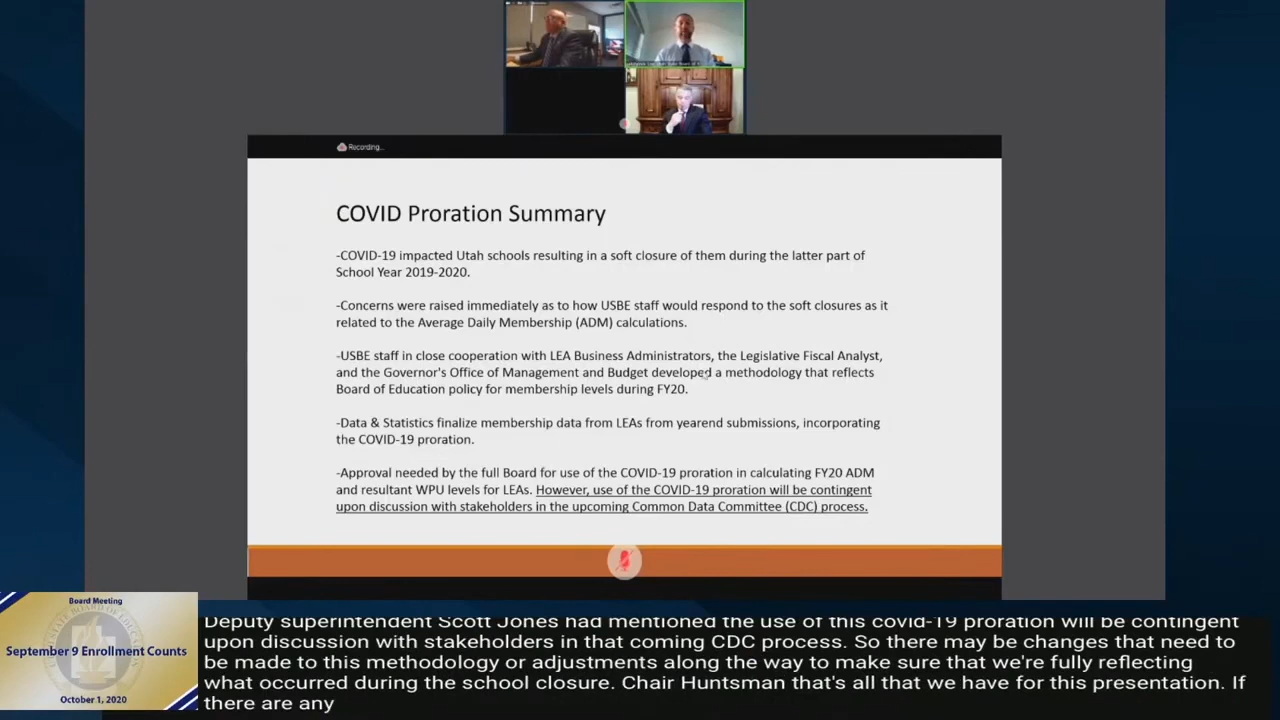 Recording...
COVID Proration Summary
-COVID-19 impacted Utah schools resulting in a soft closure of them during the latter part of
School Year 2019-2020.
-Concerns were raised immediately as to how USBE staff would respond to the soft closures as it
related to the Average Daily Membership (ADM) calculations.
-USBE staff in close cooperation with LEA Business Administrators, the Legislative Fiscal Analyst,
and the Governor's Office of Management and Budget developed a methodology that reflects
Board of Education policy for membership levels during FY20.
-Data & Statistics finalize membership data from LEAs from yearend submissions, incorporating
the COVID-19 proration.
-Approval needed by the full Board for use of the COVID-19 proration in calculating FY20 ADM
and resultant WPU levels for LEAs. However, use of the COVID-19 proration will be contingent
upon discussion with stakeholders in the upcoming Common Data Committee (CDC) process.
Board Meeting
September 9 Enrollment Counts
October 1, 2020
Deputy superintendent Scott Jones had mentioned the use of this covid-19 proration will be contingent
upon discussion with stakeholders in that coming CDC process. So there may be changes that need to
be made to this methodology or adjustments along the way to make sure that we're fully reflecting
what occurred during the school closure. Chair Huntsman that's all that we have for this presentation. If
there are any